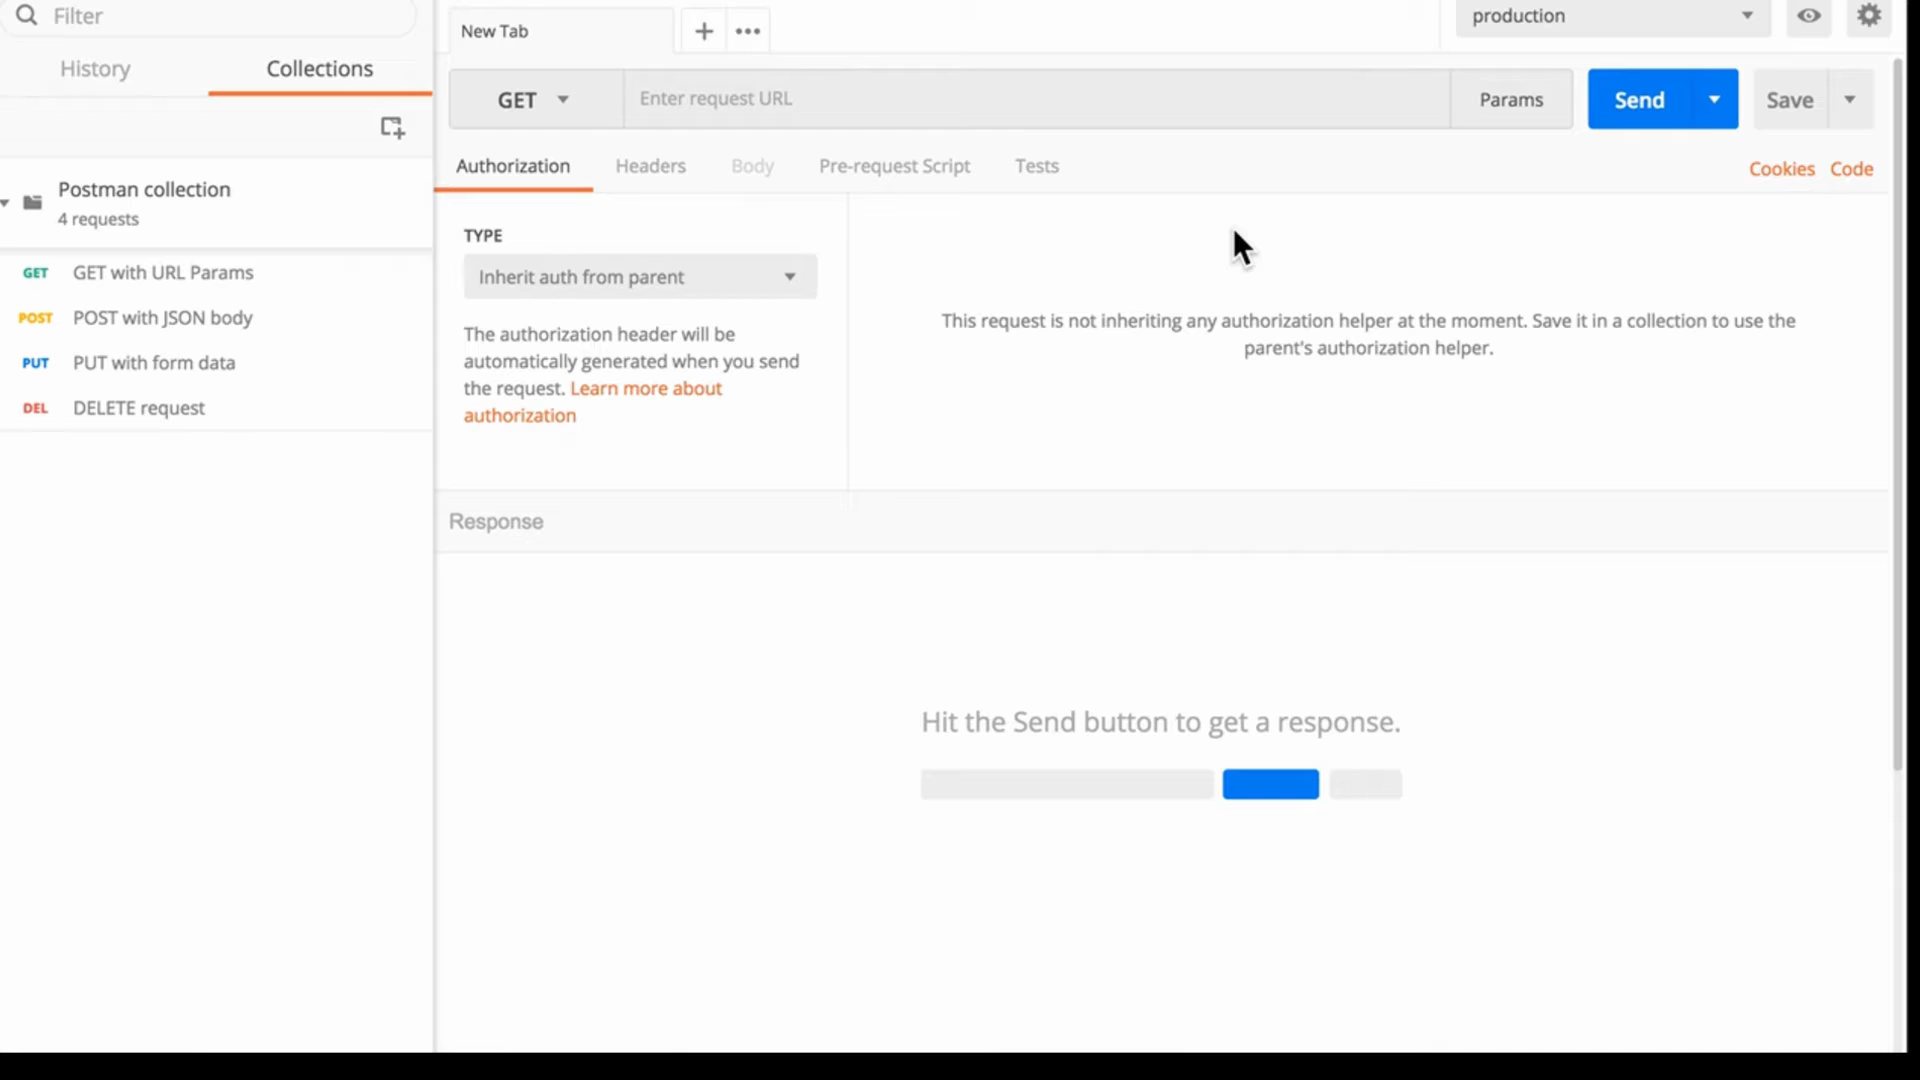 Filter
New Tab
production
History
Collections
GET
Enter request URL
Params
Send
Save
Authorization
Headers
Body
Pre-request Script
Tests
Cookies
Code
Postman collection
4 requests
GET GET with URL Params
POST POST with JSON body
PUT PUT with form data
DEL DELETE request
TYPE
Inherit auth from parent
The authorization header will be
automatically generated when you send
the request. Learn more about
authorization
This request is not inheriting any authorization helper at the moment. Save it in a collection to use the
parent's authorization helper.
Response
Hit the Send button to get a response.